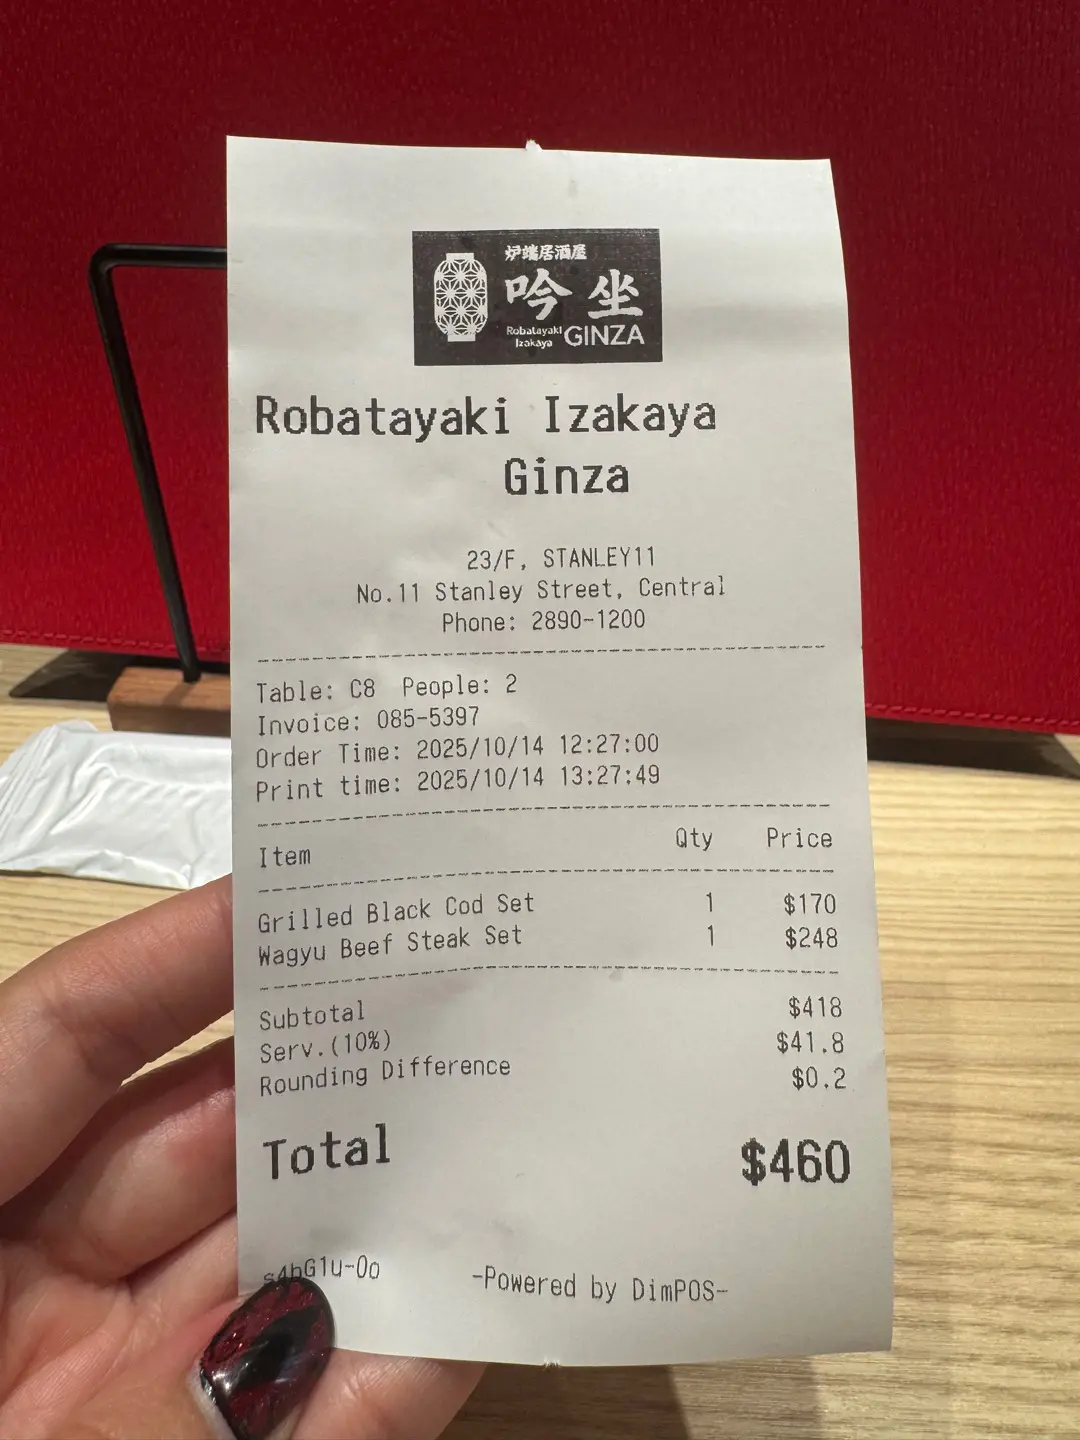 炉端居酒屋
吟坐
Robatayaki
Izakaya GINZA
Robatayaki Izakaya
Ginza
23/F, STANLEY11
No.11 Stanley Street, Central
Phone: 2890-1200
Table: C8 People: 2
Invoice: 085-5397
Order Time: 2025/10/14 12:27:00
Print time: 2025/10/14 13:27:49
Item Qty Price
Grilled Black Cod Set 1 $170
Wagyu Beef Steak Set 1 $248
Subtotal $418
Serv.(10%) $41.8
Rounding Difference $0.2
Total $460
-Powered by DimPOS-